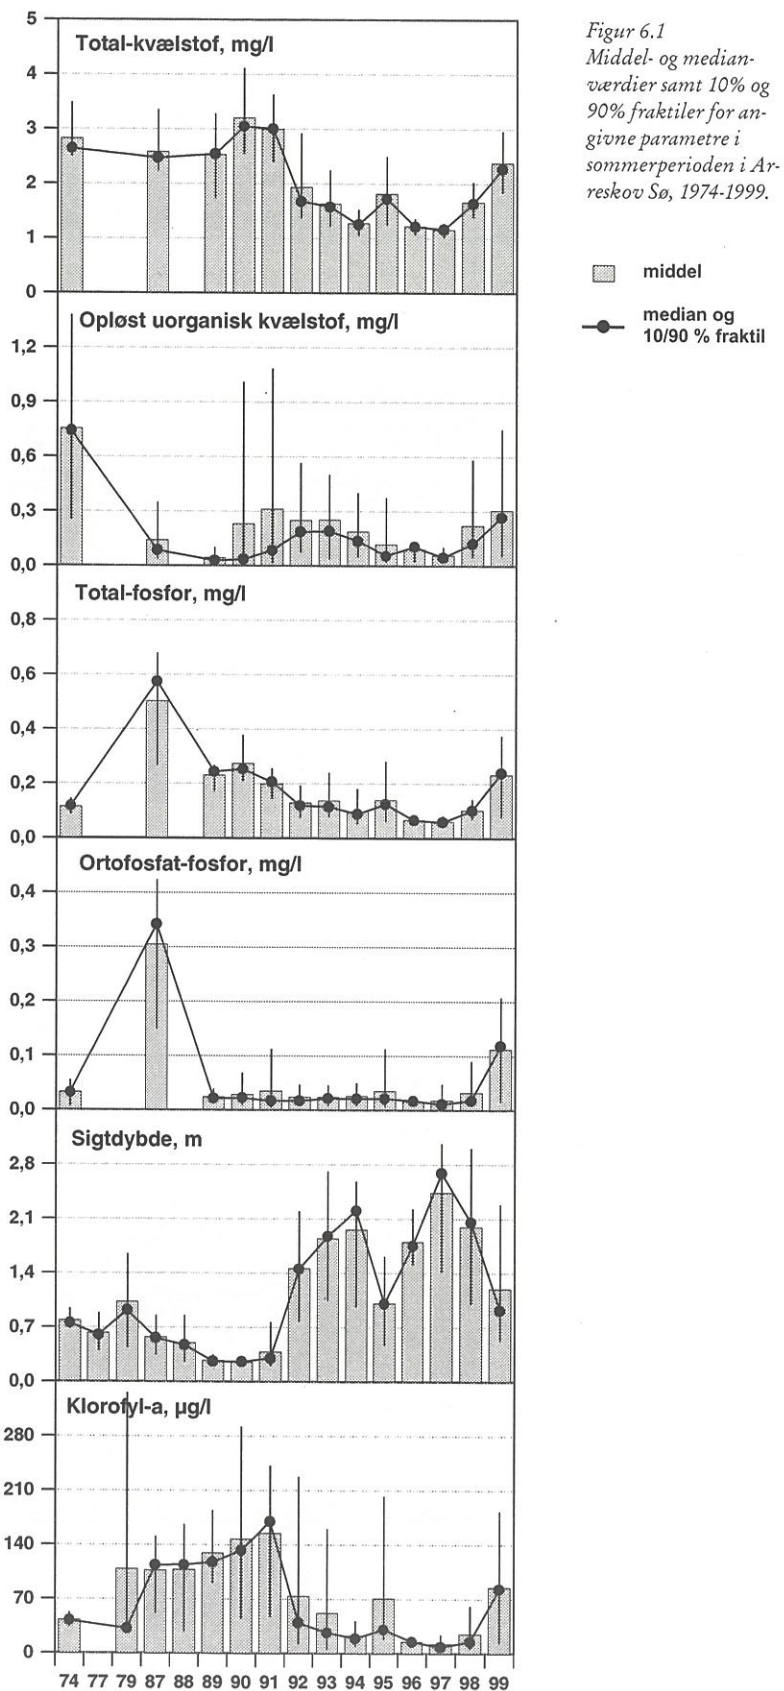 Total-kvælstof, mg/l
5
4
3
2
1
0
Figur 6.1
Middel- og median-
værdier samt 10% og
90% fraktiler for an-
givne parametre i
sommerperioden i Ar-
reskov Sø, 1974-1999.
middel
median og
10/90 % fraktil
Opløst uorganisk kvælstof, mg/l
1,2
0,9
0,6
0,3
0,0
Total-fosfor, mg/l
0,8
0,6
0,4
0,2
0,0
Ortofosfat-fosfor, mg/l
0,4
0,3
0,2
0,1
0,0
Sigtdybde, m
2,8
2,1
1,4
0,7
0,0
Klorofyl-a, µg/l
280
210
140
70
0
74 77 79 87 88 89 90 91 92 93 94 95 96 97 98 99